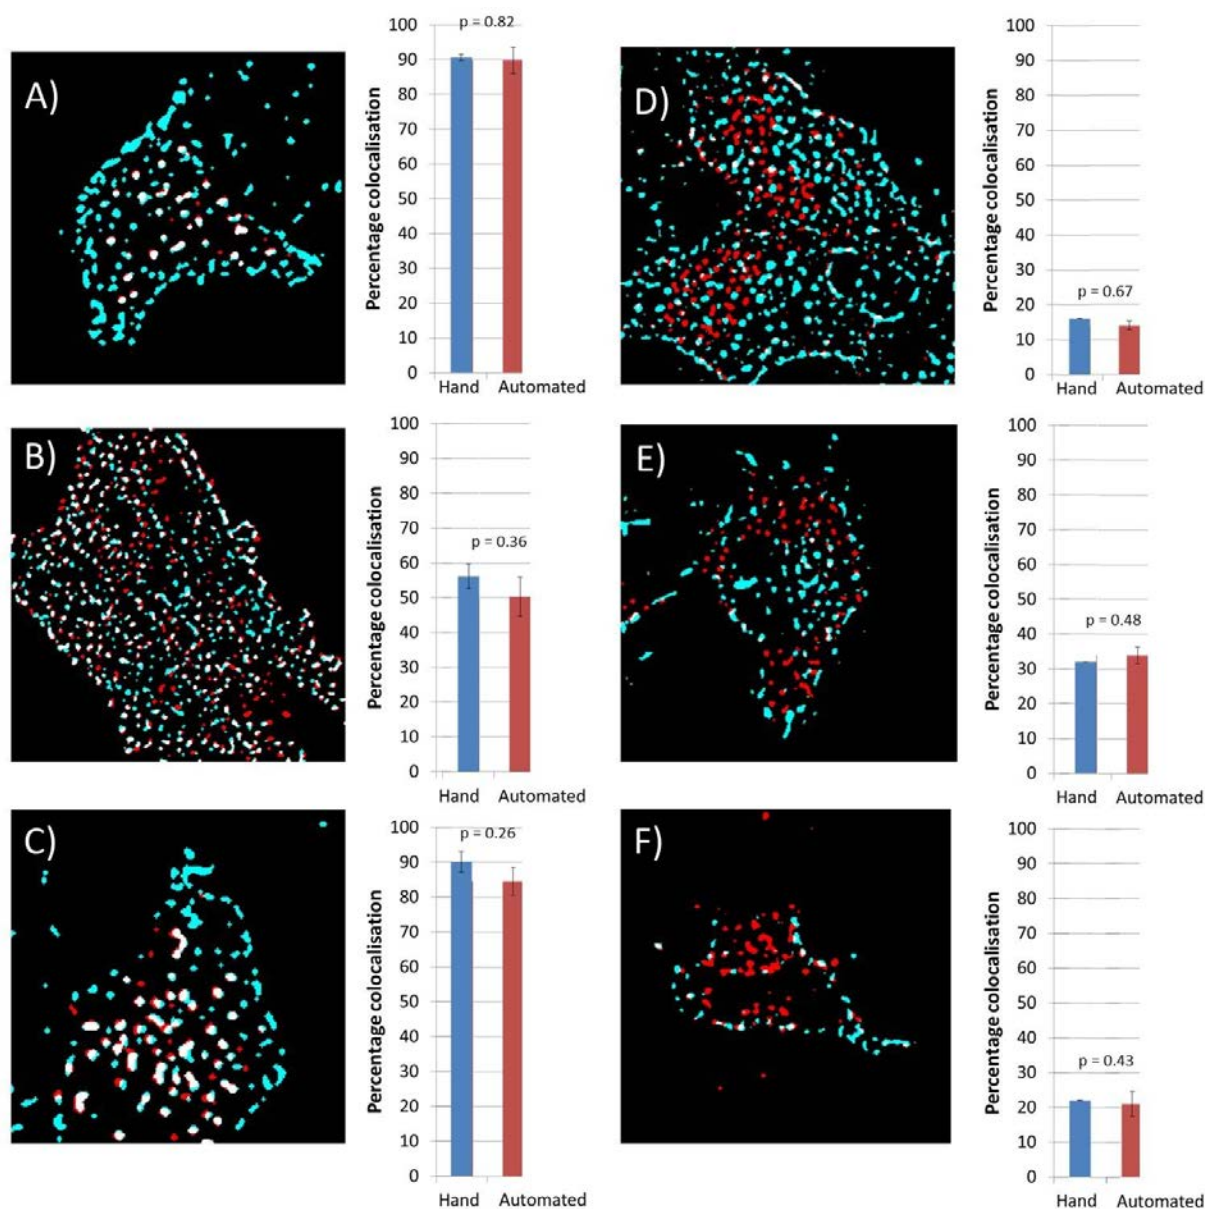 A)
Percentage colocalisation
100
90
80
70
60
50
40
30
20
10
0
p = 0.82
Hand
Automated
B)
Percentage colocalisation
100
90
80
70
60
50
40
30
20
10
0
p = 0.36
Hand
Automated
C)
Percentage colocalisation
100
90
80
70
60
50
40
30
20
10
0
p = 0.26
Hand
Automated
D)
Percentage colocalisation
100
90
80
70
60
50
40
30
20
10
0
p = 0.67
Hand
Automated
E)
Percentage colocalisation
100
90
80
70
60
50
40
30
20
10
0
p = 0.48
Hand
Automated
F)
Percentage colocalisation
100
90
80
70
60
50
40
30
20
10
0
p = 0.43
Hand
Automated